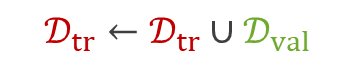 𝒟tr ← 𝒟tr ∪ 𝒟val